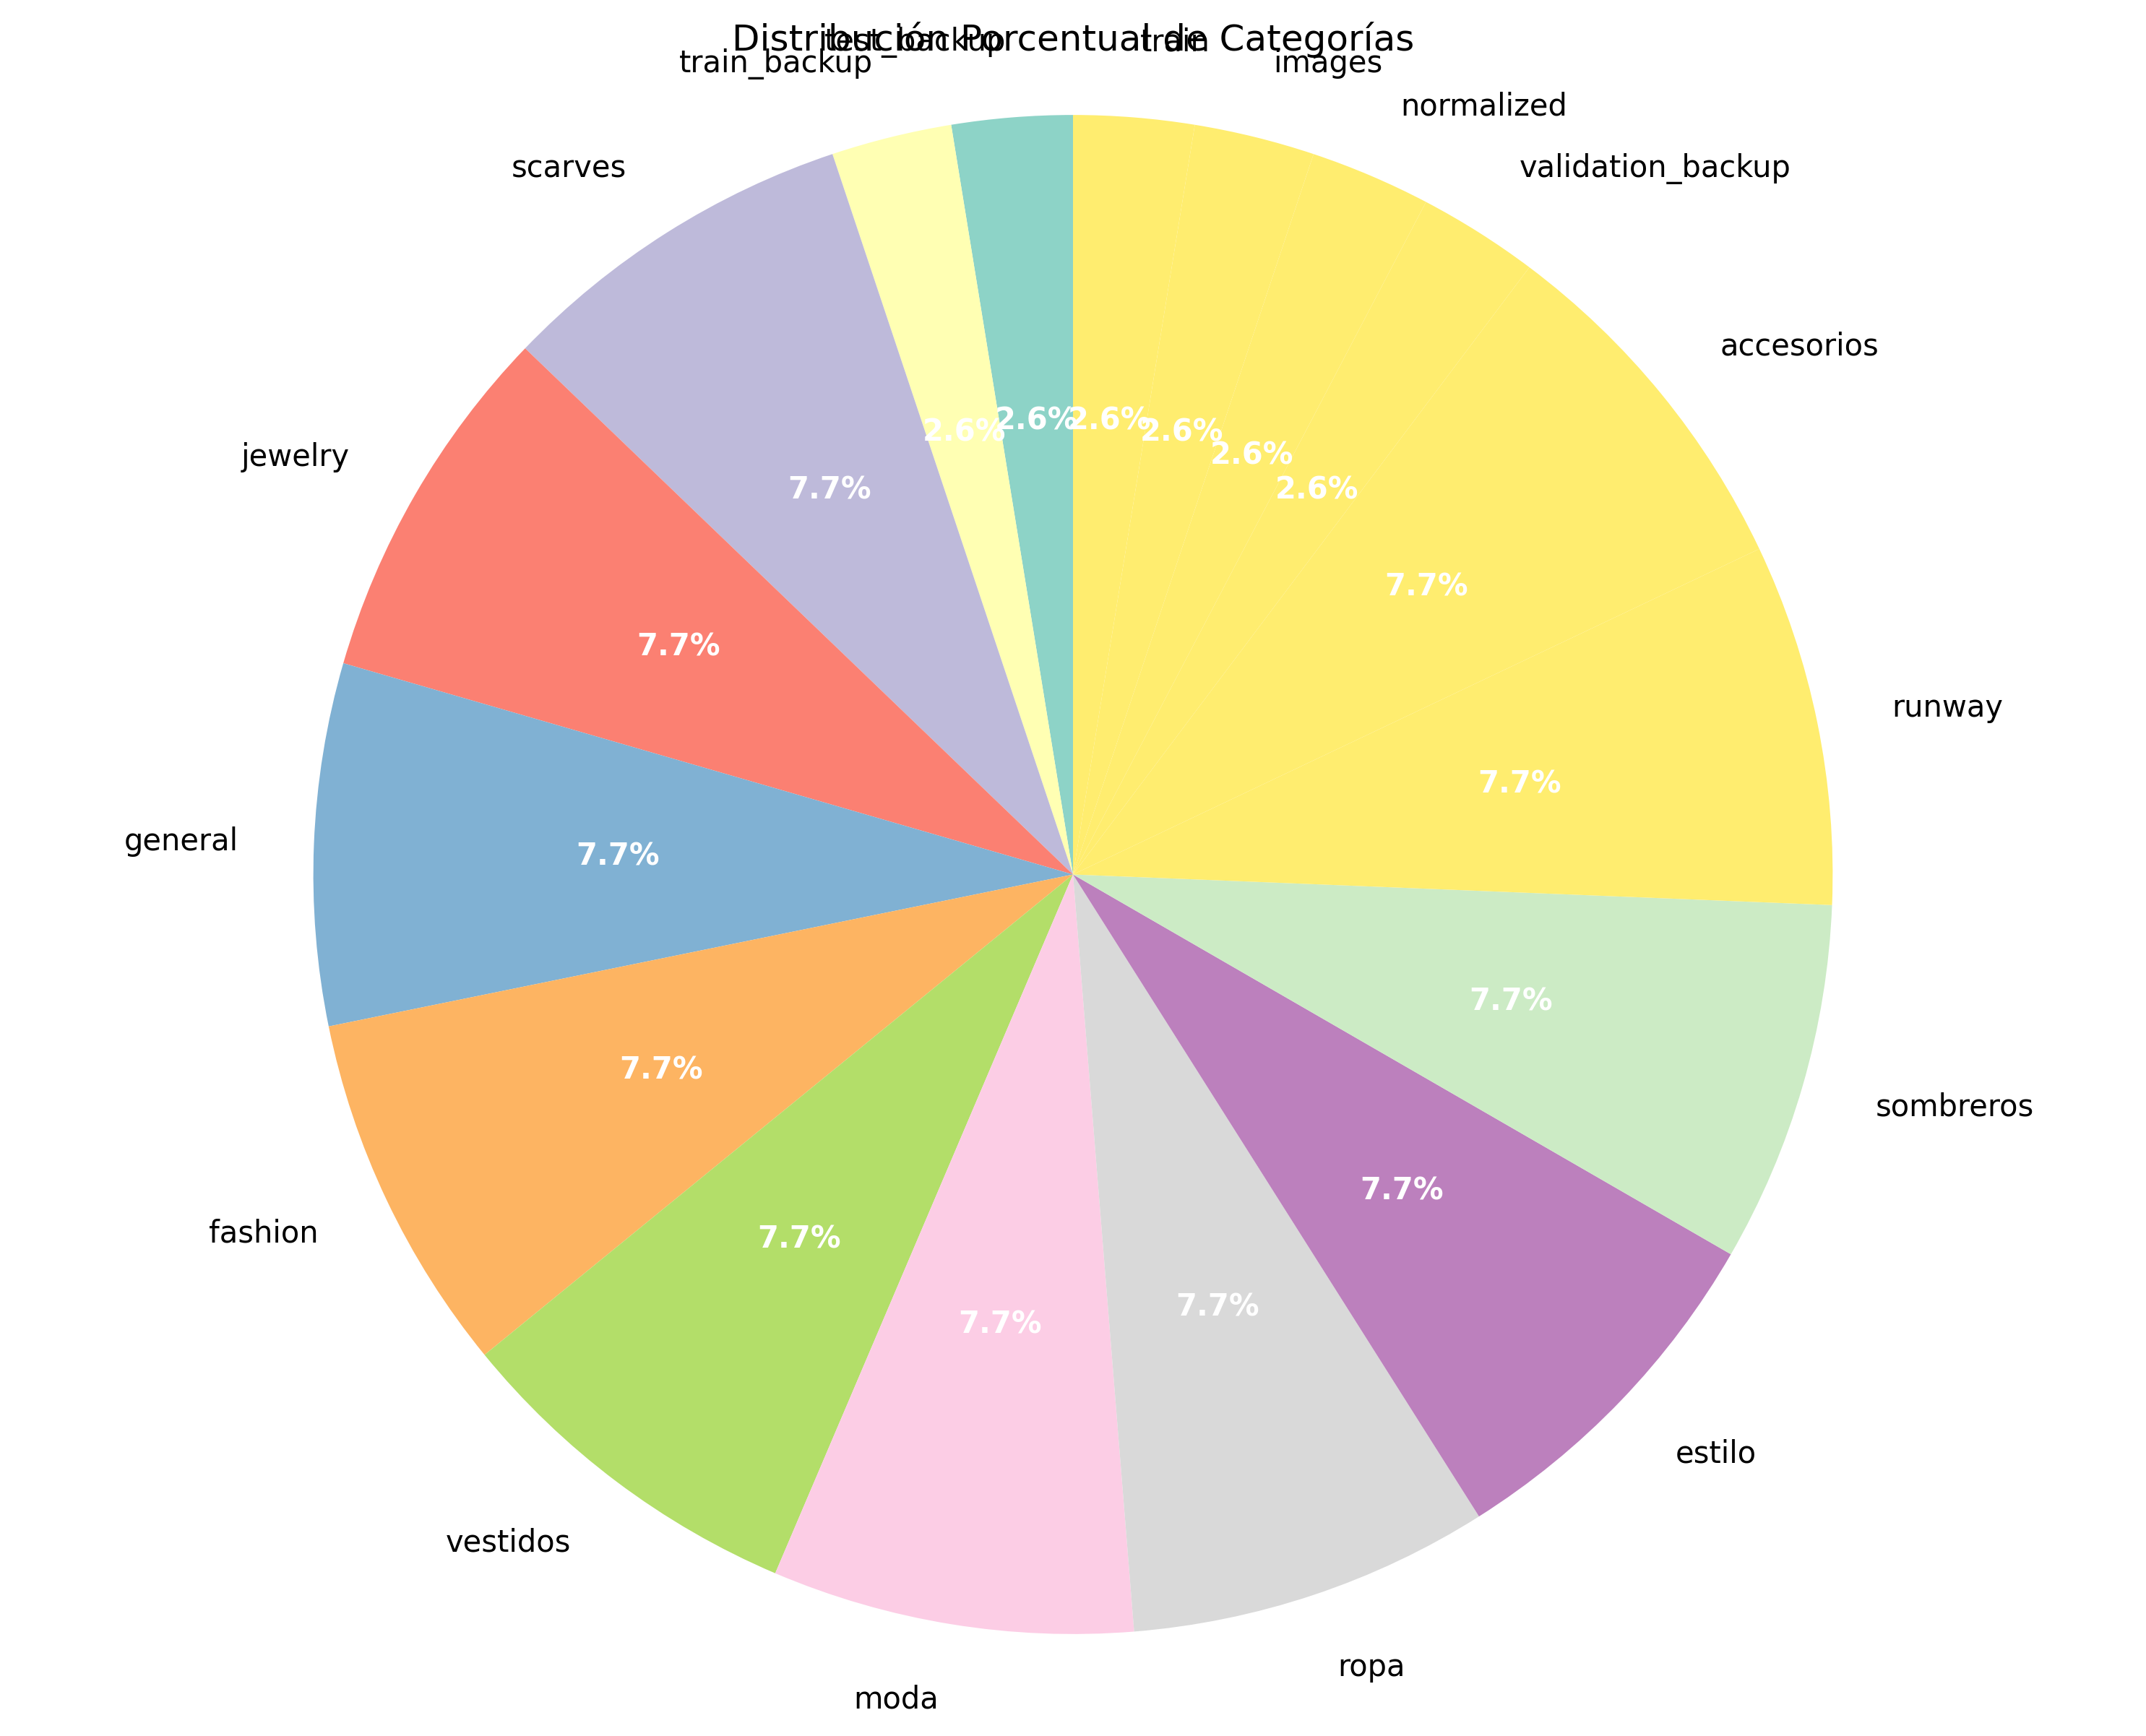 Distribución Porcentual de Categorías
test_backup
train
train_backup
images
normalized
scarves
validation_backup
accesorios
jewelry
runway
general
sombreros
fashion
estilo
vestidos
ropa
moda
2.6%
2.6%
2.6%
2.6%
2.6%
2.6%
7.7%
7.7%
7.7%
7.7%
7.7%
7.7%
7.7%
7.7%
7.7%
7.7%
7.7%